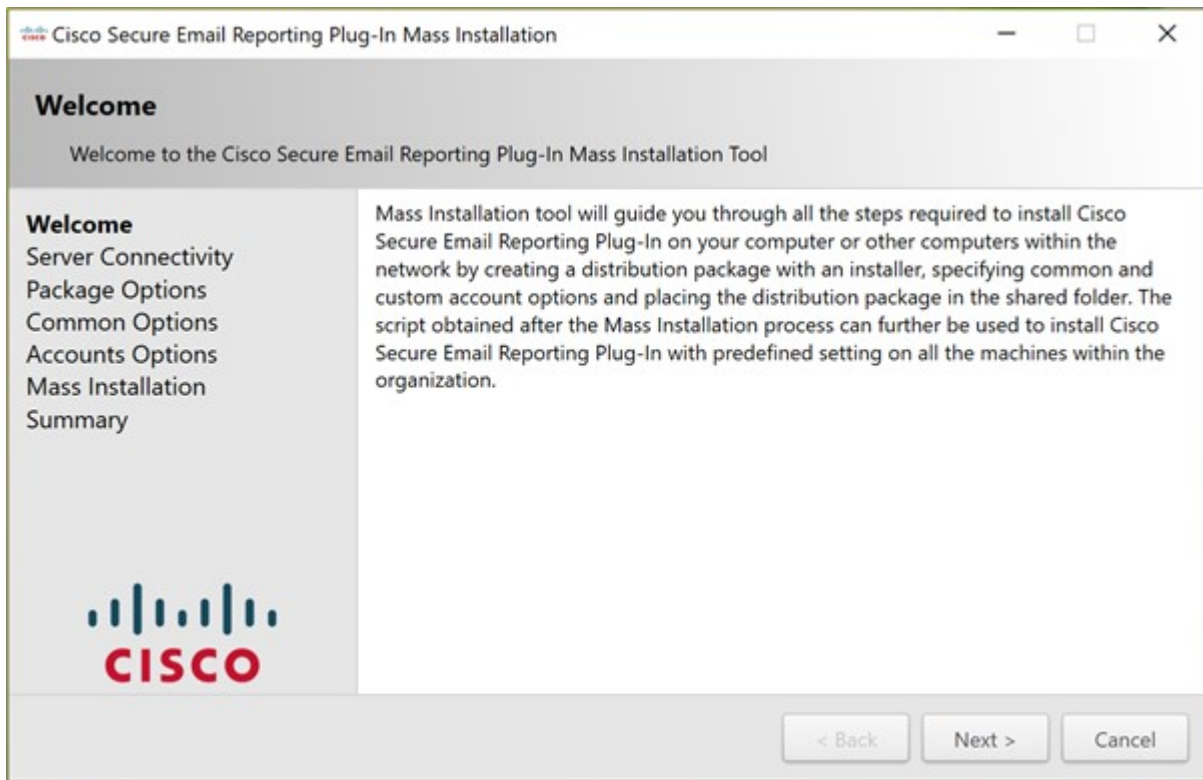 Cisco Secure Email Reporting Plug-In Mass Installation
Welcome
Welcome to the Cisco Secure Email Reporting Plug-In Mass Installation Tool
Welcome
Server Connectivity
Package Options
Common Options
Accounts Options
Mass Installation
Summary
Mass Installation tool will guide you through all the steps required to install Cisco
Secure Email Reporting Plug-In on your computer or other computers within the
network by creating a distribution package with an installer, specifying common and
custom account options and placing the distribution package in the shared folder. The
script obtained after the Mass Installation process can further be used to install Cisco
Secure Email Reporting Plug-In with predefined setting on all the machines within the
organization.
CISCO
< Back
Next >
Cancel